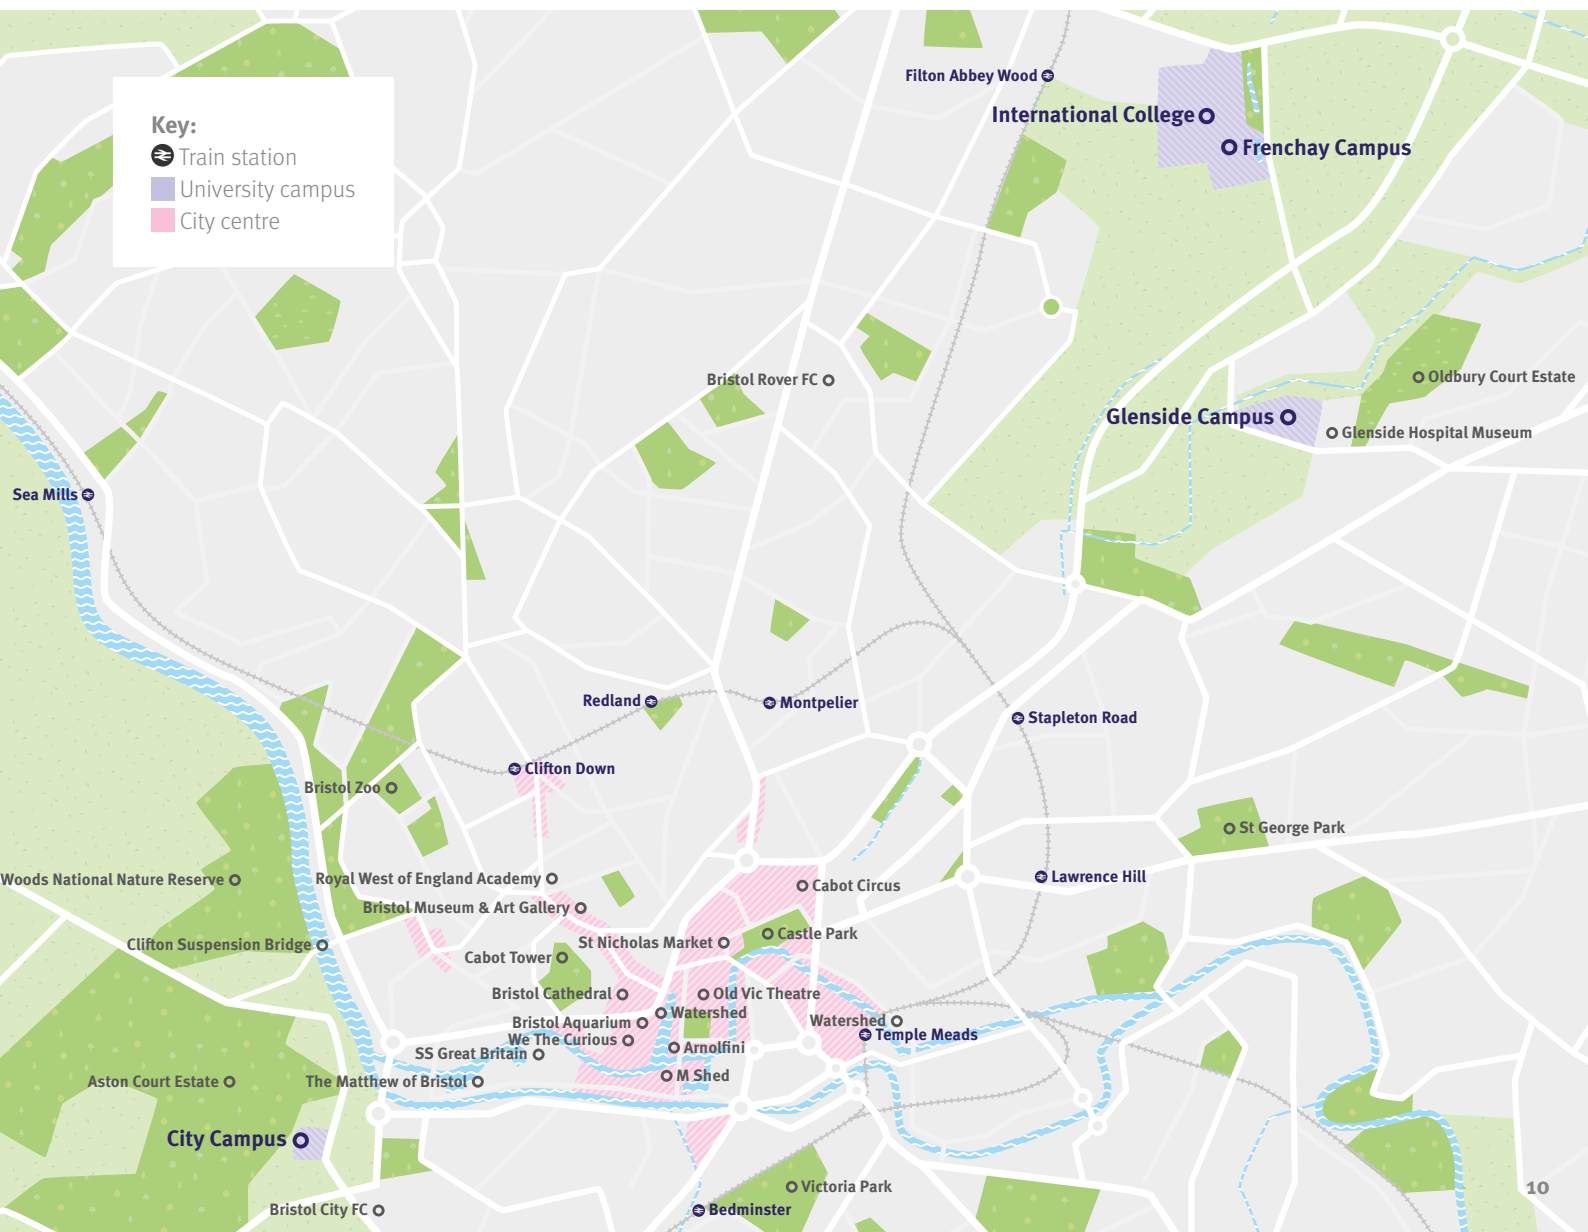 Filton Abbey Wood
International College
Key:
Train station
University campus
City centre
Frenchay Campus
Bristol Rover FC
Oldbury Court Estate
Glenside Campus
Glenside Hospital Museum
Sea Mills
Redland
Montpelier
Stapleton Road
Clifton Down
Bristol Zoo
St George Park
Woods National Nature Reserve
Royal West of England Academy
Cabot Circus
Lawrence Hill
Bristol Museum & Art Gallery
Clifton Suspension Bridge
St Nicholas Market
Castle Park
Cabot Tower
Bristol Cathedral
Old Vic Theatre
Watershed
Bristol Aquarium
Watershed
We The Curious
Temple Meads
SS Great Britain
Arnolfini
Aston Court Estate
The Matthew of Bristol
M Shed
City Campus
Victoria Park
10
Bristol City FC
Bedminster